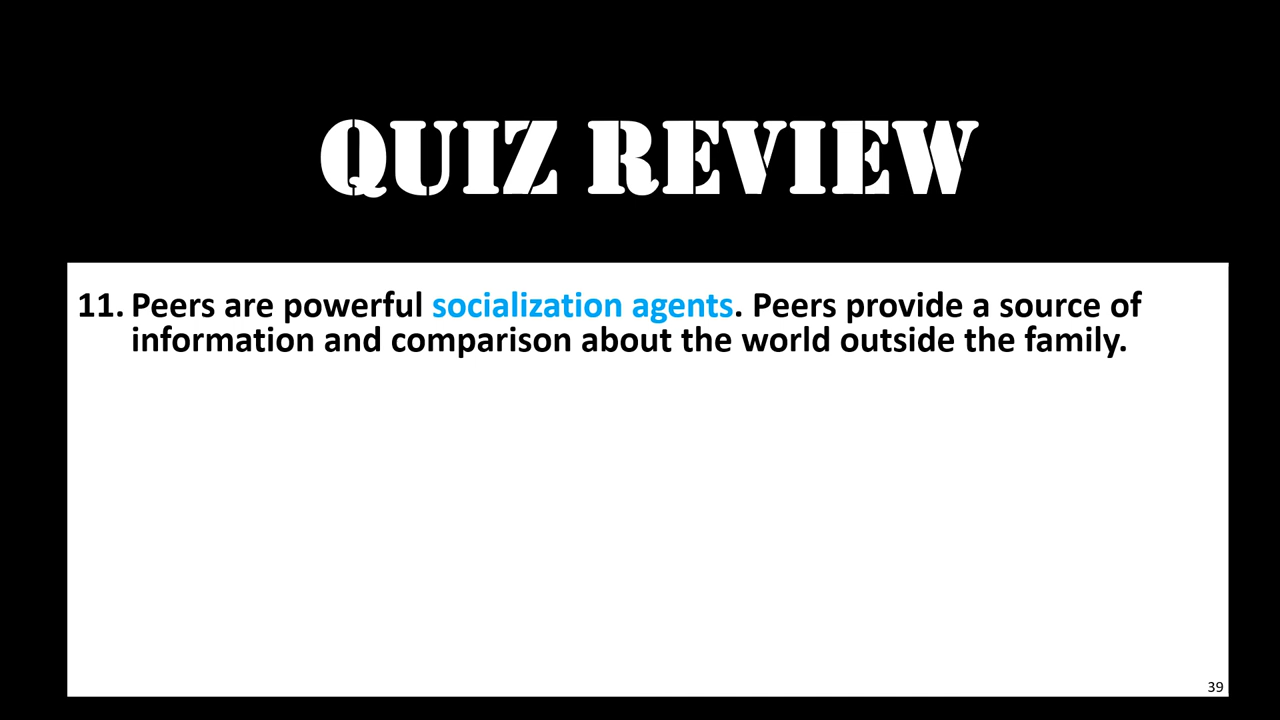 QUIZ REVIEW
11. Peers are powerful socialization agents. Peers provide a source of
information and comparison about the world outside the family.
39